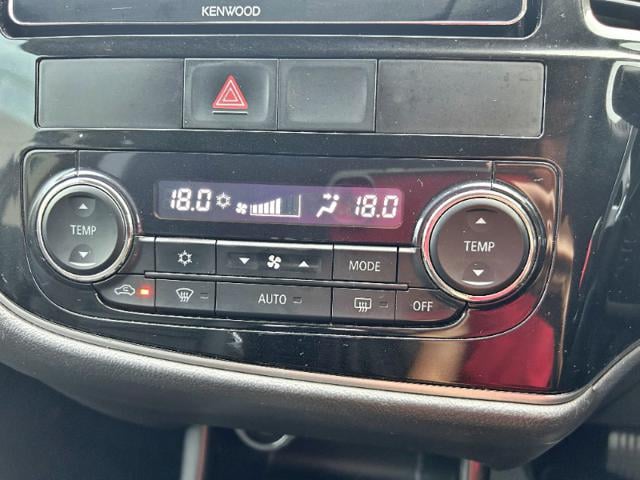 KENWOOD
18.0 18.0
TEMP TEMP
MODE
AUTO OFF